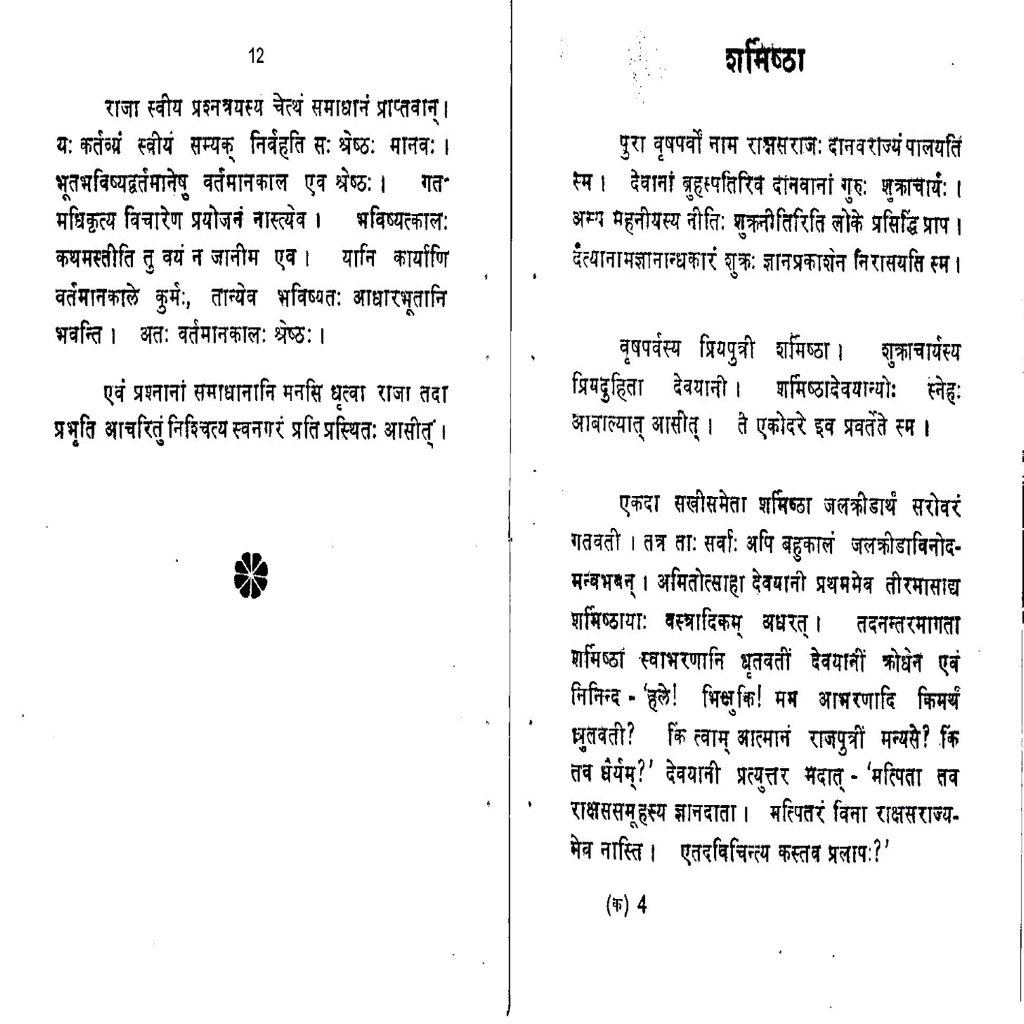 12
राजा स्वीय प्रश्नत्रयस्य चेत्थं समाधानं प्राप्तवान् ।
यः कर्तव्यं स्वीयं सम्यक् निर्वहति सः श्रेष्ठः मानवः ।
भूतभविष्यद्वर्तमानेषु वर्तमानकाल एव श्रेष्ठः । गत-
मधिकृत्य विचारेण प्रयोजनं नास्त्येव । भविष्यत्कालः
कथमस्तीति तु वयं न जानीम एव । यानि कार्याणि
वर्तमानकाले कुर्मः, तान्येव भविष्यतः आधारभूतानि
भवन्ति । अतः वर्तमानकालः श्रेष्ठः ।
एवं प्रश्नानां समाधानानि मनसि धृत्वा राजा तदा
प्रभृति आचरितुं निश्चित्य स्वनगरं प्रति प्रस्थितः आसीत् ।
शर्मिष्ठा
पुरा वृषपर्वो नाम राक्षसराजः दानवराज्यं पालयति
स्म । देवानां बृहस्पतिरिव दानवानां गुरुः शुक्राचार्यः ।
अस्य महनीयस्य नीतिः शुक्रनीतिरिति लोके प्रसिद्धि प्राप ।
दैत्यानामज्ञानान्धकारं शुक्रः ज्ञानप्रकाशेन निरासयति स्म ।
वृषपर्वस्य प्रियपुत्री शर्मिष्ठा । शुक्राचार्यस्य
प्रियदुहिता देवयानी । शर्मिष्ठादेवयान्योः स्नेहः
आबाल्यात् आसीत् । ते एकोदरे इव प्रवर्तेते स्म ।
एकदा सखीसमेता शर्मिष्ठा जलक्रीडार्थं सरोवरं
गतवती । तत्र ताः सर्वाः अपि बहुकालं जलक्रीडाविनोद-
मन्वभवन् । अमितोत्साहा देवयानी प्रथममेव तीरमासाद्य
शर्मिष्ठायाः वस्त्रादिकम् अधरत् । तदनन्तरमागता
शर्मिष्ठा स्वाभरणानि धृतवतीं देवयानीं क्रोधेन एवं
निनिन्द - 'हले! भिक्षुकि! मम आभरणादि किमर्थं
धृतवती? किं त्वाम् आत्मानं राजपुत्रीं मन्यसे? किं
तव धैर्यम्?' देवयानी प्रत्युत्तर मदात् - 'मत्पिता तव
राक्षससमूहस्य ज्ञानदाता । मत्पितरं विना राक्षसराज्य-
मेव नास्ति । एतदविचिन्त्य कस्तव प्रलापः?'
(क) 4